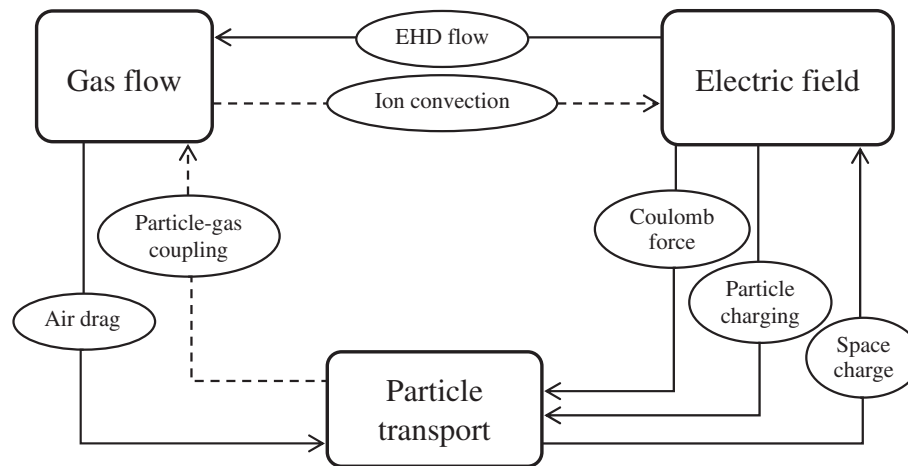 EHD flow
Gas flow
Electric field
Ion convection
Particle-gas
coupling
Coulomb
force
Particle
charging
Air drag
Space
charge
Particle
transport